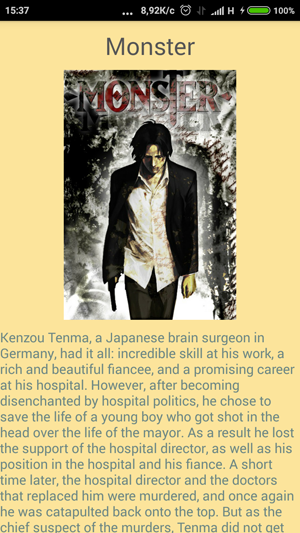 15:37 ... 8,92K/c H 100%
Monster
MONSTER
Kenzou Tenma, a Japanese brain surgeon in
Germany, had it all: incredible skill at his work, a
rich and beautiful fiancee, and a promising career
at his hospital. However, after becoming
disenchanted by hospital politics, he chose to
save the life of a young boy who got shot in the
head over the life of the mayor. As a result he lost
the support of the hospital director, as well as his
position in the hospital and his fiance. A short
time later, the hospital director and the doctors
that replaced him were murdered, and once again
he was catapulted back onto the top. But as the
chief suspect of the murders, Tenma did not get